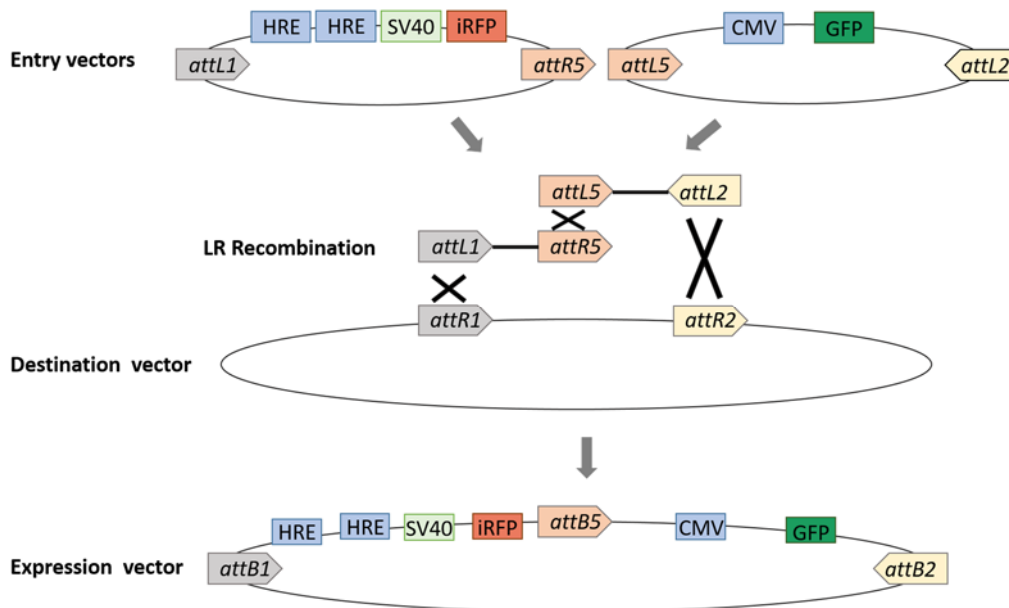 HRE HRE SV40 iRFP CMV GFP
Entry vectors attL1 attR5 attL5 attL2
attL5 attL2
LR Recombination attL1 attR5
attR1 attR2
Destination vector
HRE HRE SV40 iRFP attB5 CMV GFP
Expression vector attB1 attB2